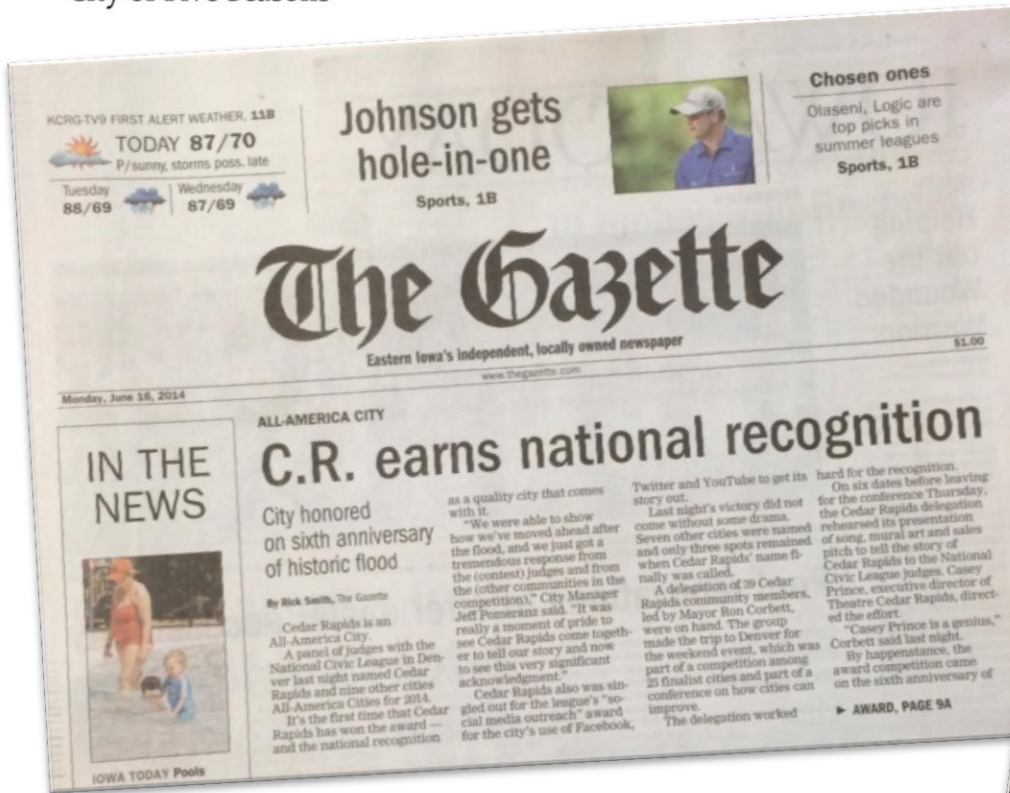 City of Five Seasons
KCRG-TV9 FIRST ALERT WEATHER, 11B
TODAY 87/70
P/sunny, storms poss. late
Tuesday
88/69
Wednesday
87/69
Johnson gets
hole-in-one
Sports, 1B
Chosen ones
Olaseni, Logic are
top picks in
summer leagues
Sports, 1B
The Gazette
Eastern Iowa's independent, locally owned newspaper
www.thegazette.com
$1.00
Monday, June 16, 2014
IN THE
NEWS
IOWA TODAY Pools
ALL-AMERICA CITY
C.R. earns national recognition
City honored
on sixth anniversary
of historic flood
By Rick Smith, The Gazette
Cedar Rapids is an
All-America City.
A panel of judges with the
National Civic League in Den-
ver last night named Cedar
Rapids and nine other cities
All-America Cities for 2014.
It's the first time that Cedar
Rapids has won the award —
and the national recognition
as a quality city that comes
with it.
"We were able to show
how we've moved ahead after
the flood, and we just got a
tremendous response from
the (contest) judges and from
the (other communities in the
competition)," City Manager
Jeff Pomeranz said. "It was
really a moment of pride to
see Cedar Rapids come togeth-
er to tell our story and now
to see this very significant
acknowledgment."
Cedar Rapids also was sin-
gled out for the league's "so-
cial media outreach" award
for the city's use of Facebook,
Twitter and YouTube to get its
story out.
Last night's victory did not
come without some drama.
Seven other cities were named
and only three spots remained
when Cedar Rapids' name fi-
nally was called.
A delegation of 39 Cedar
Rapids community members,
led by Mayor Ron Corbett,
were on hand. The group
made the trip to Denver for
the weekend event, which was
part of a competition among
25 finalist cities and part of a
conference on how cities can
improve.
The delegation worked
hard for the recognition.
On six dates before leaving
for the conference Thursday,
the Cedar Rapids delegation
rehearsed its presentation
of song, mural art and sales
pitch to tell the story of
Cedar Rapids to the National
Civic League judges. Casey
Prince, executive director of
Theatre Cedar Rapids, direct-
ed the effort.
"Casey Prince is a genius,"
Corbett said last night.
By happenstance, the
award competition came
on the sixth anniversary of
► AWARD, PAGE 9A